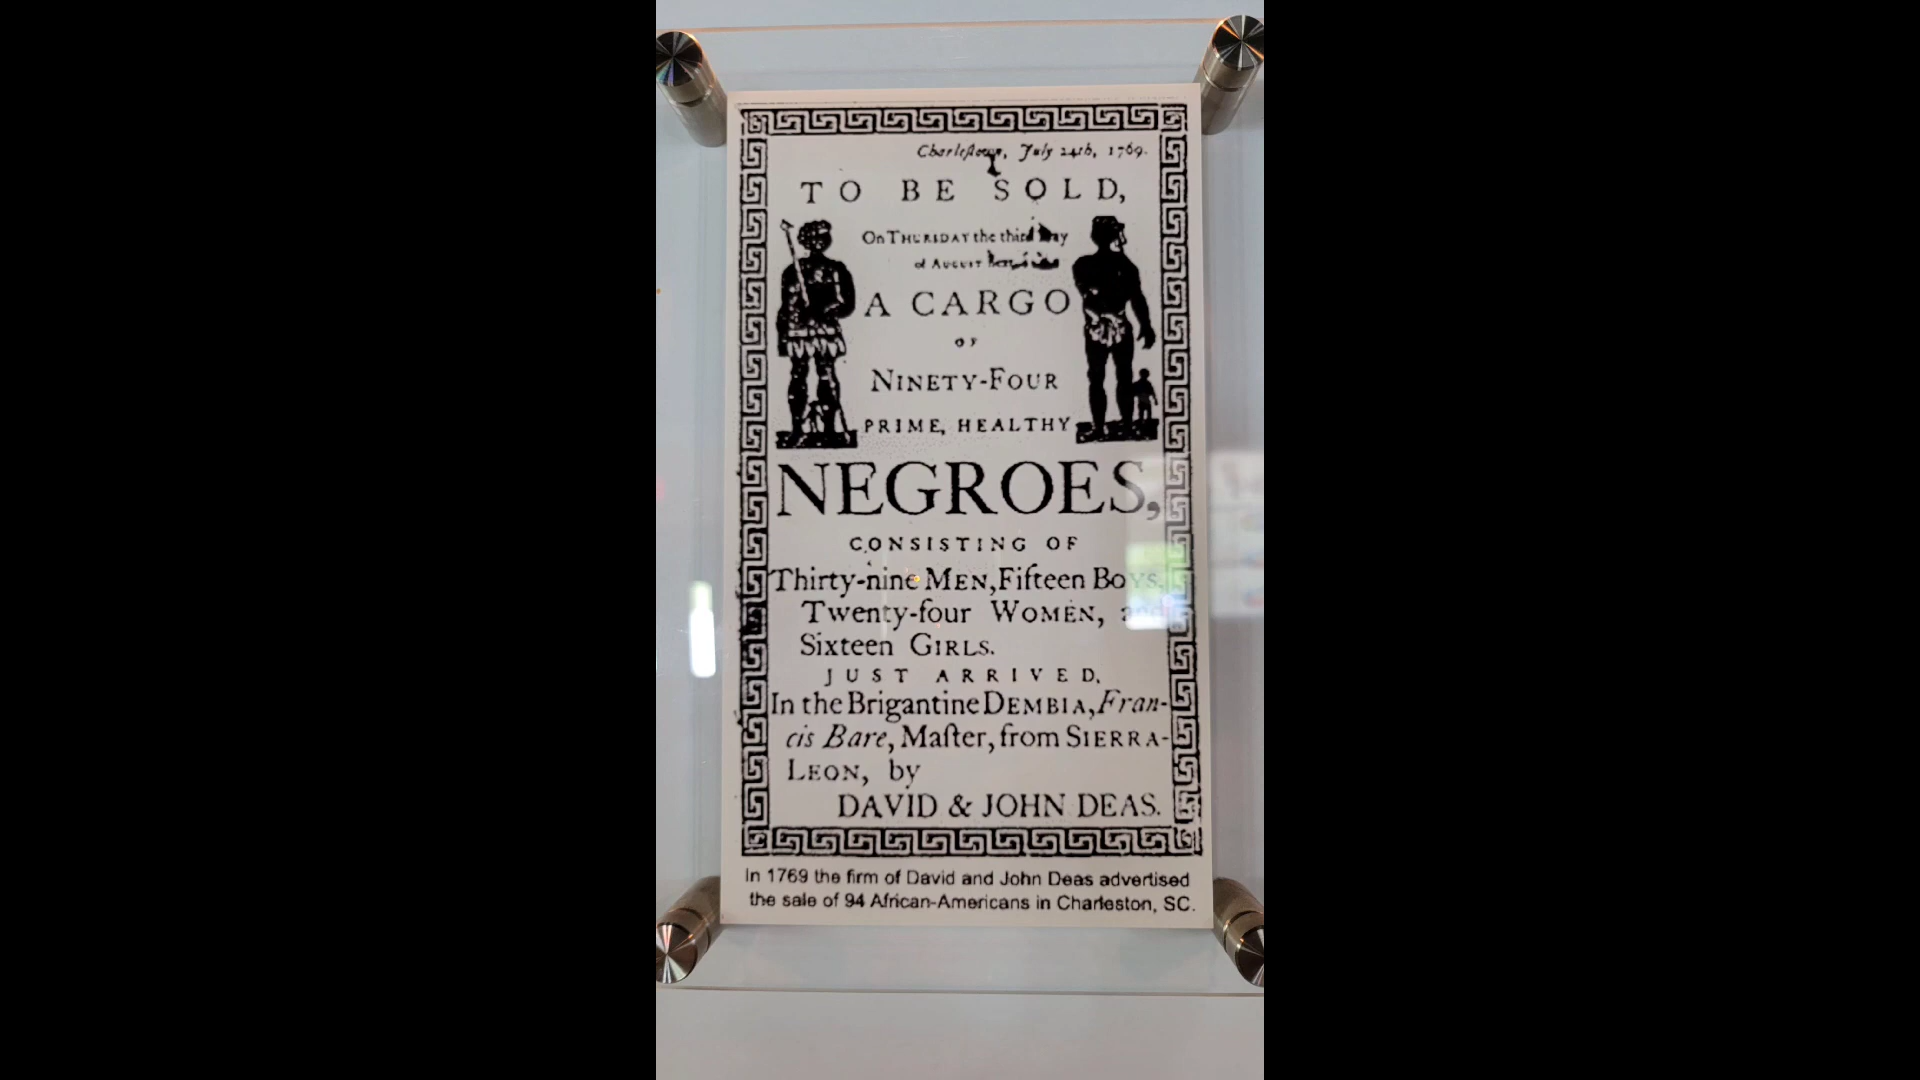 Charleſtown, July 24th, 1769.
TO BE SOLD,
On THURSDAY the third Day
of AUGUST
A CARGO
OF
NINETY-FOUR
PRIME, HEALTHY
NEGROES,
CONSISTING OF
Thirty-nine MEN, Fifteen BOYS,
Twenty-four WOMEN, and
Sixteen GIRLS.
JUST ARRIVED,
In the Brigantine DEMBIA, Fran-
cis Bare, Maſter, from SIERRA-
LEON, by
DAVID & JOHN DEAS.
In 1769 the firm of David and John Deas advertised
the sale of 94 African-Americans in Charleston, SC.